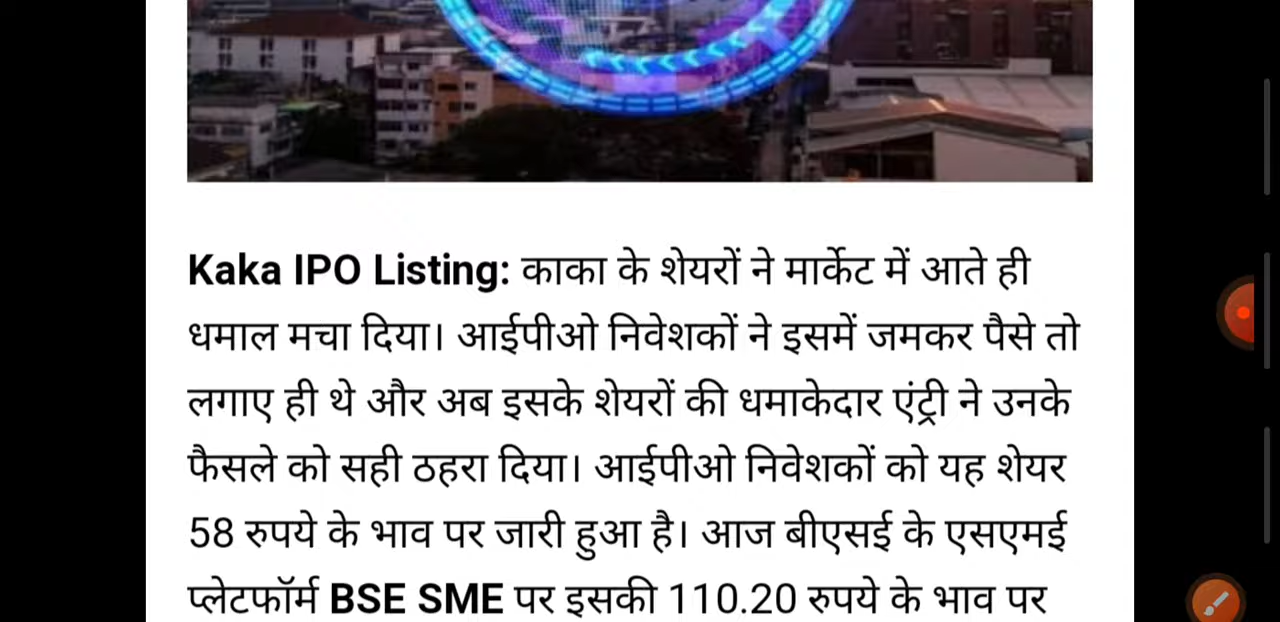 Kaka IPO Listing: काका के शेयरों ने मार्केट में आते ही
धमाल मचा दिया। आईपीओ निवेशकों ने इसमें जमकर पैसे तो
लगाए ही थे और अब इसके शेयरों की धमाकेदार एंट्री ने उनके
फैसले को सही ठहरा दिया। आईपीओ निवेशकों को यह शेयर
58 रुपये के भाव पर जारी हुआ है। आज बीएसई के एसएमई
प्लेटफॉर्म BSE SME पर इसकी 110.20 रुपये के भाव पर